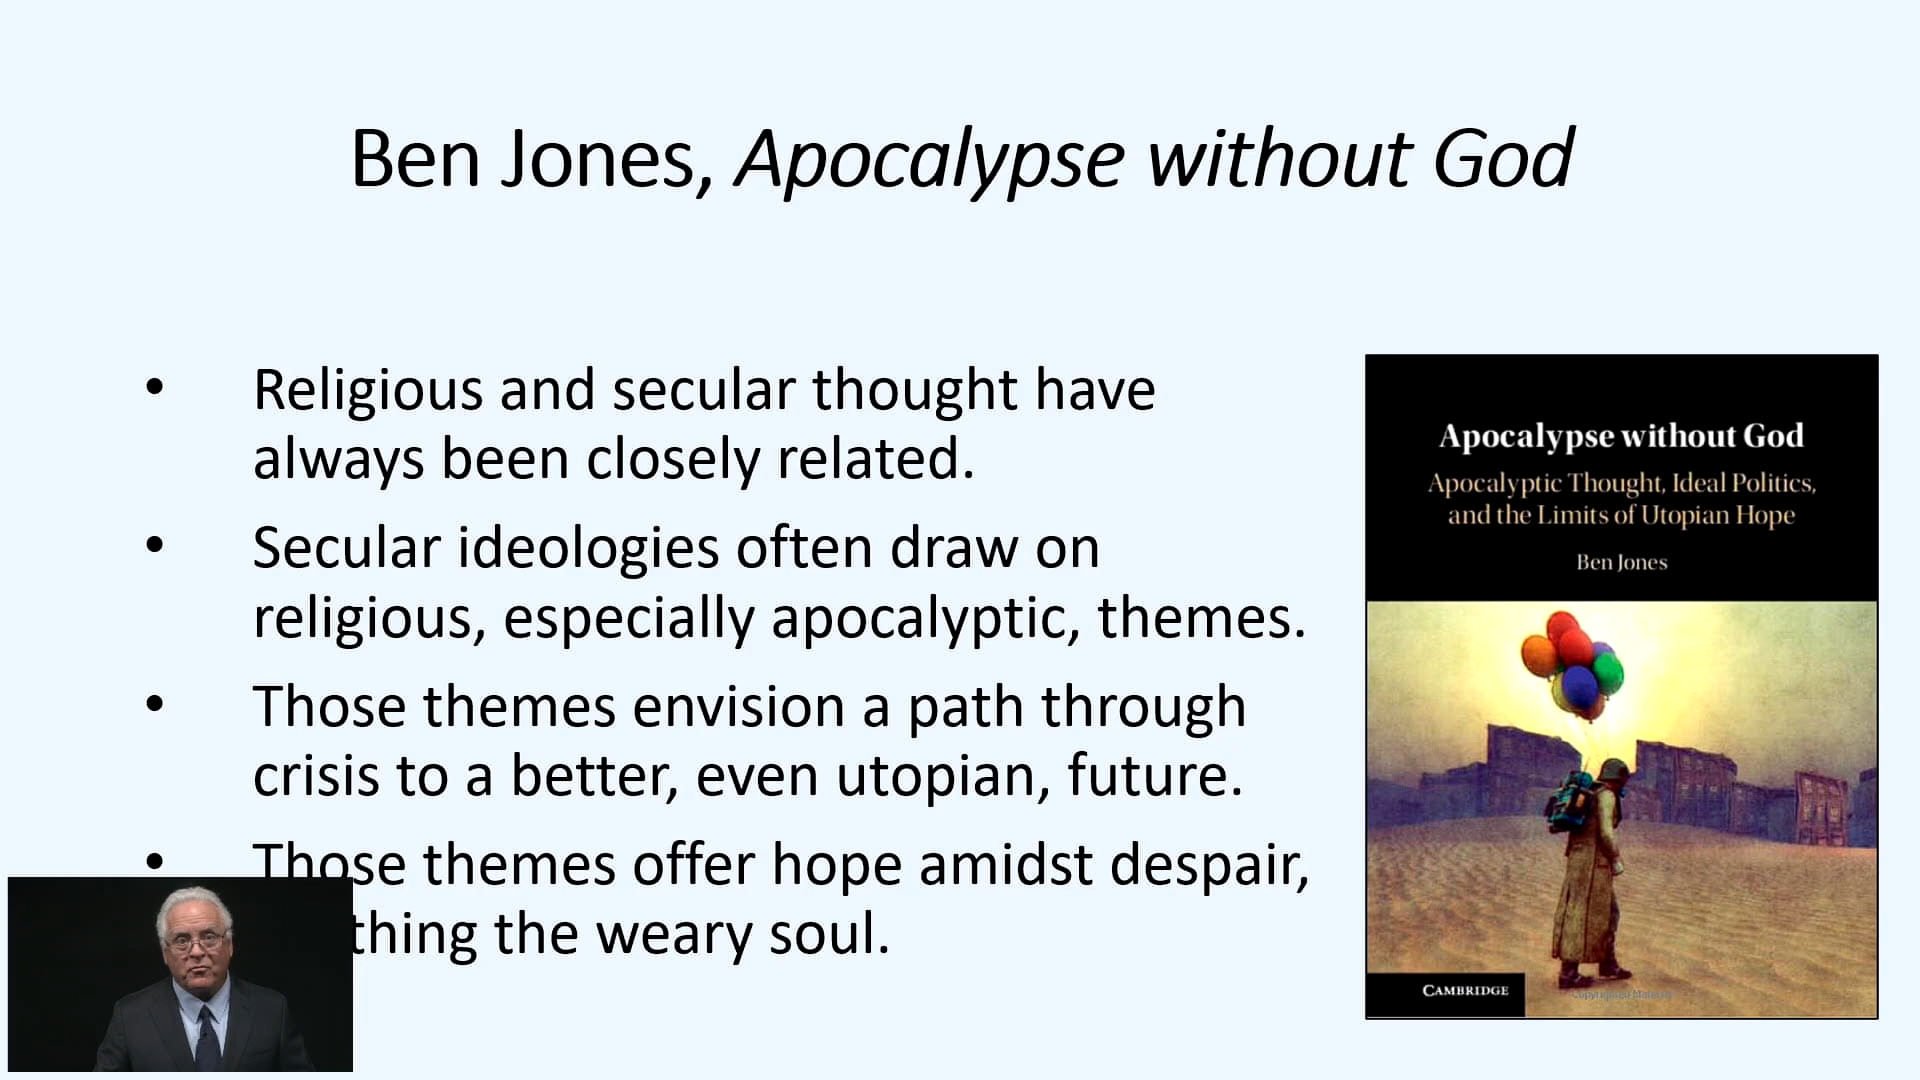 Ben Jones, Apocalypse without God
• Religious and secular thought have
always been closely related.
• Secular ideologies often draw on
religious, especially apocalyptic, themes.
• Those themes envision a path through
crisis to a better, even utopian, future.
• Those themes offer hope amidst despair,
thing the weary soul.
Apocalypse without God
Apocalyptic Thought, Ideal Politics,
and the Limits of Utopian Hope
Ben Jones
CAMBRIDGE
Copyrighted Material